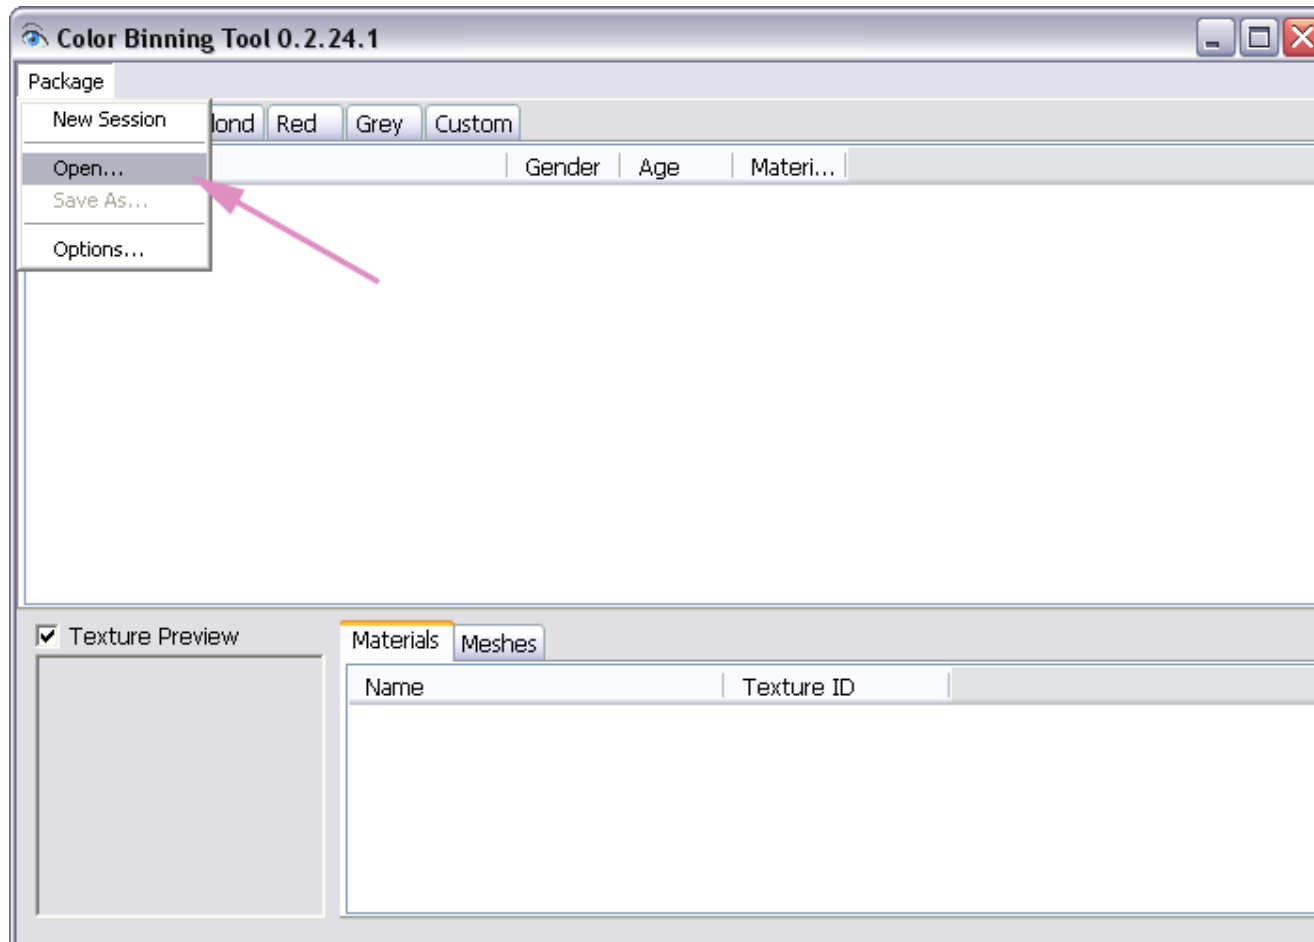 Color Binning Tool 0.2.24.1
Package
New Session
lond Red Grey Custom
Open...
Gender Age Materi...
Save As...
Options...
Texture Preview
Materials Meshes
Name Texture ID